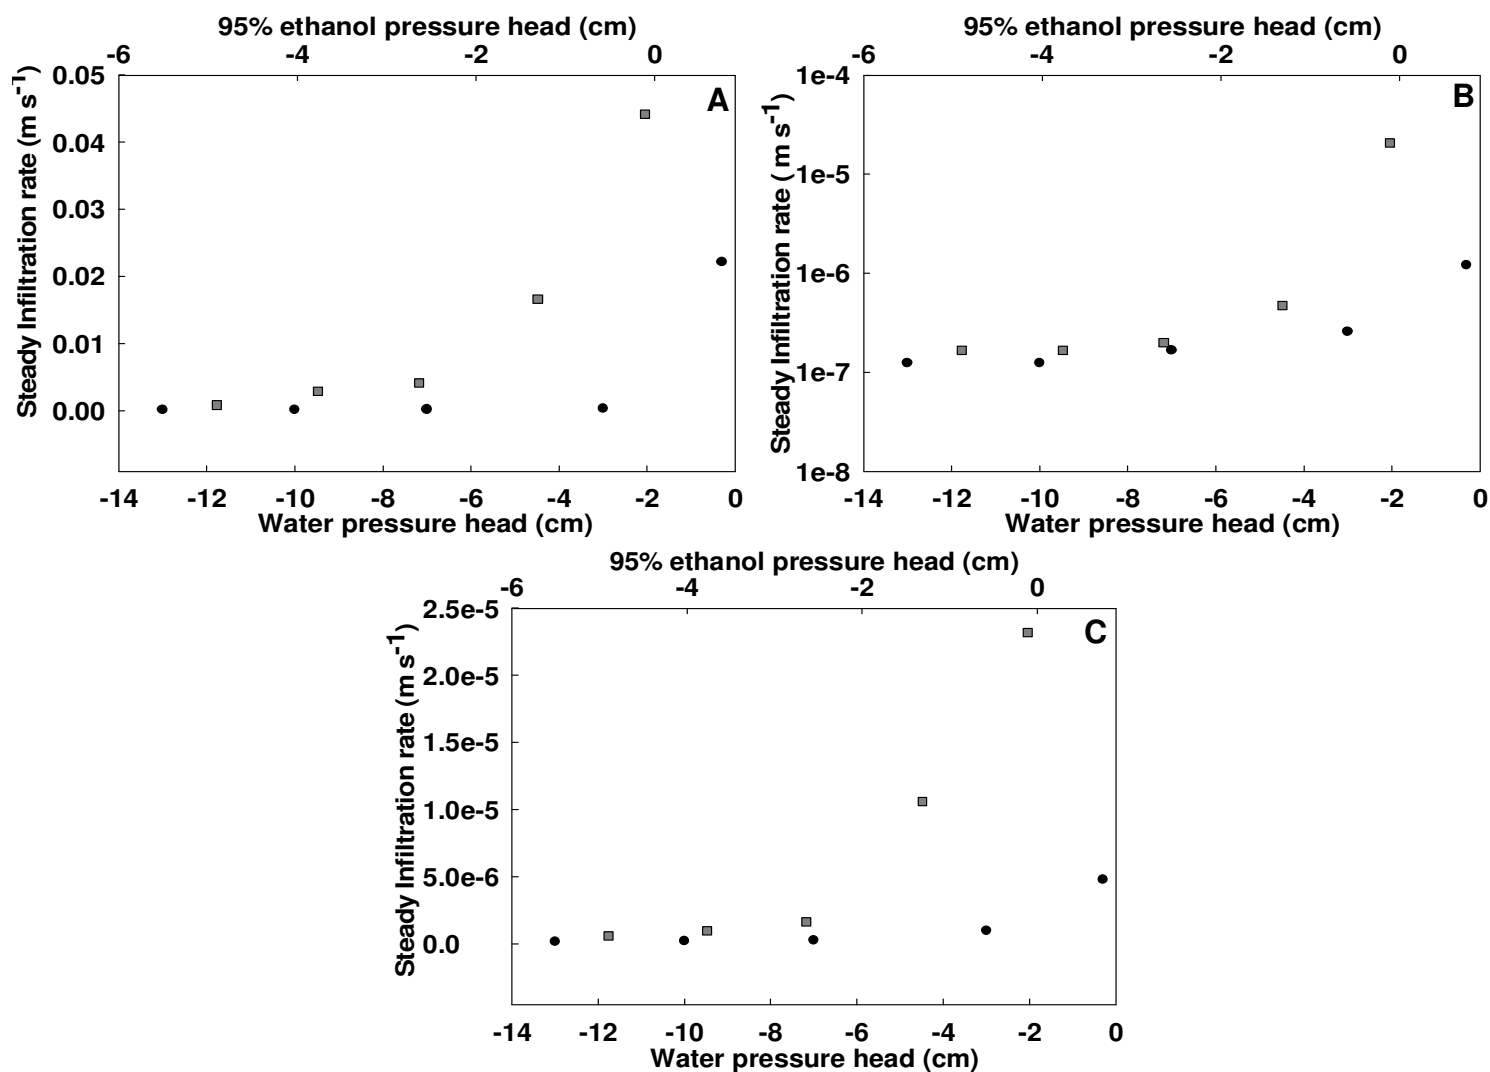 95% ethanol pressure head (cm)
-6 -4 -2 0
A
Steady Infiltration rate (m s-1)
0.05
0.04
0.03
0.02
0.01
0.00
-14 -12 -10 -8 -6 -4 -2 0
Water pressure head (cm)
95% ethanol pressure head (cm)
-6 -4 -2 0
B
Steady Infiltration rate ( m s-1)
1e-4
1e-5
1e-6
1e-7
1e-8
-14 -12 -10 -8 -6 -4 -2 0
Water pressure head (cm)
95% ethanol pressure head (cm)
-6 -4 -2 0
C
Steady Infiltration rate (m s-1)
2.5e-5
2.0e-5
1.5e-5
1.0e-5
5.0e-6
0.0
-14 -12 -10 -8 -6 -4 -2 0
Water pressure head (cm)